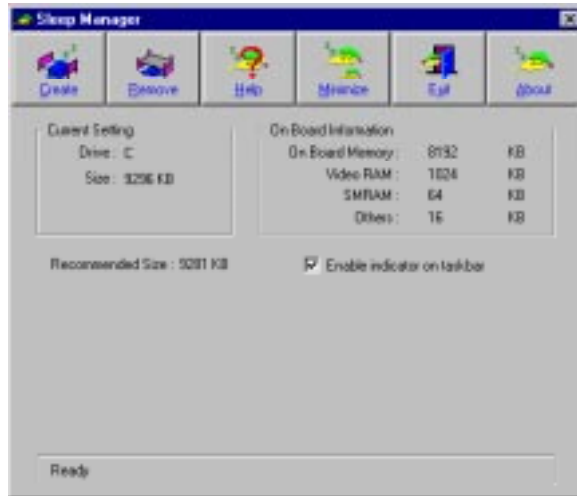 Sleep Manager
Create Remove Help Minimize Exit About
Current Setting
Drive : C
Size : 9296 KB
On Board Information
On Board Memory : 8192 KB
Video RAM : 1024 KB
SMRAM : 64 KB
Others : 16 KB
Recommended Size : 9281 KB
Enable indicator on taskbar
Ready